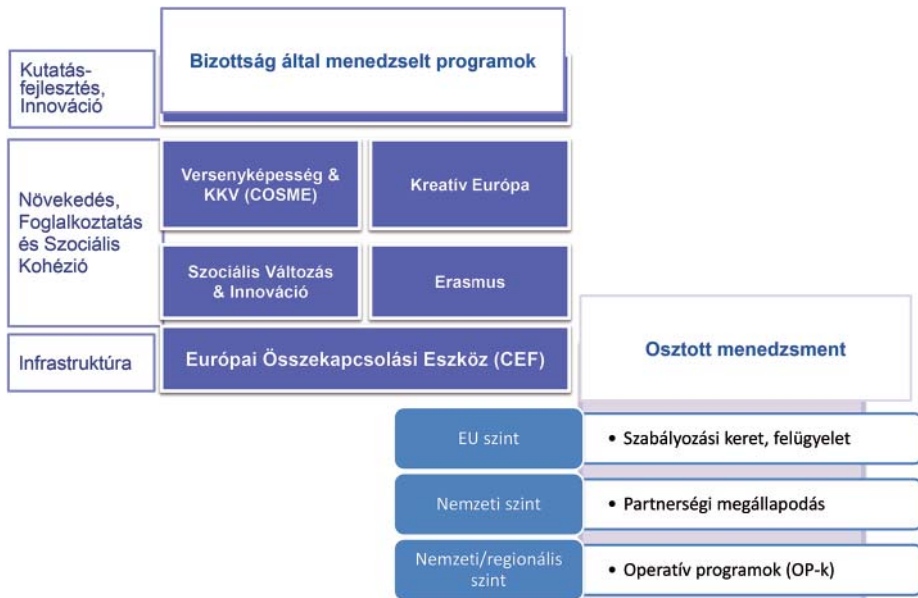 Bizottság által menedzselt programok
Kutatás-
fejlesztés,
Innováció
Növekedés,
Foglalkoztatás
és Szociális
Kohézió
Versenyképesség &
KKV (COSME)
Kreatív Európa
Szociális Változás
& Innováció
Erasmus
Infrastruktúra
Európai Összekapcsolási Eszköz (CEF)
Osztott menedzsment
EU szint
• Szabályozási keret, felügyelet
Nemzeti szint
• Partnerségi megállapodás
Nemzeti/regionális
szint
• Operatív programok (OP-k)